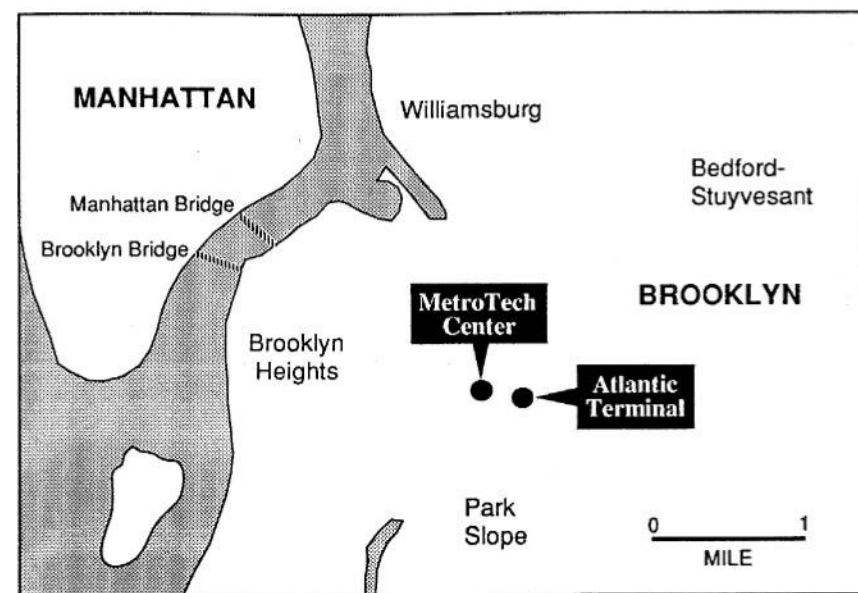 MANHATTAN
Williamsburg
Bedford-
Stuyvesant
Manhattan Bridge
Brooklyn Bridge
MetroTech
Center
BROOKLYN
Brooklyn
Heights
Atlantic
Terminal
Park
Slope
0 1
MILE